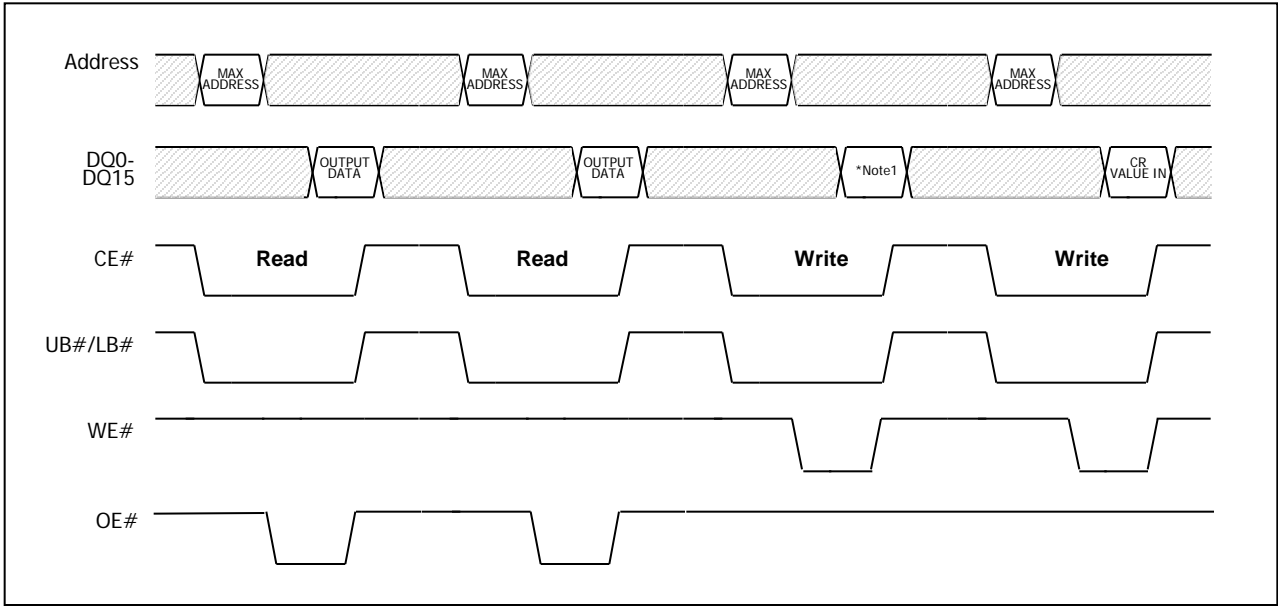 Address
MAX
ADDRESS
MAX
ADDRESS
MAX
ADDRESS
MAX
ADDRESS
DQ0-
DQ15
OUTPUT
DATA
OUTPUT
DATA
*Note1
CR
VALUE IN
CE#
Read
Read
Write
Write
UB#/LB#
WE#
OE#